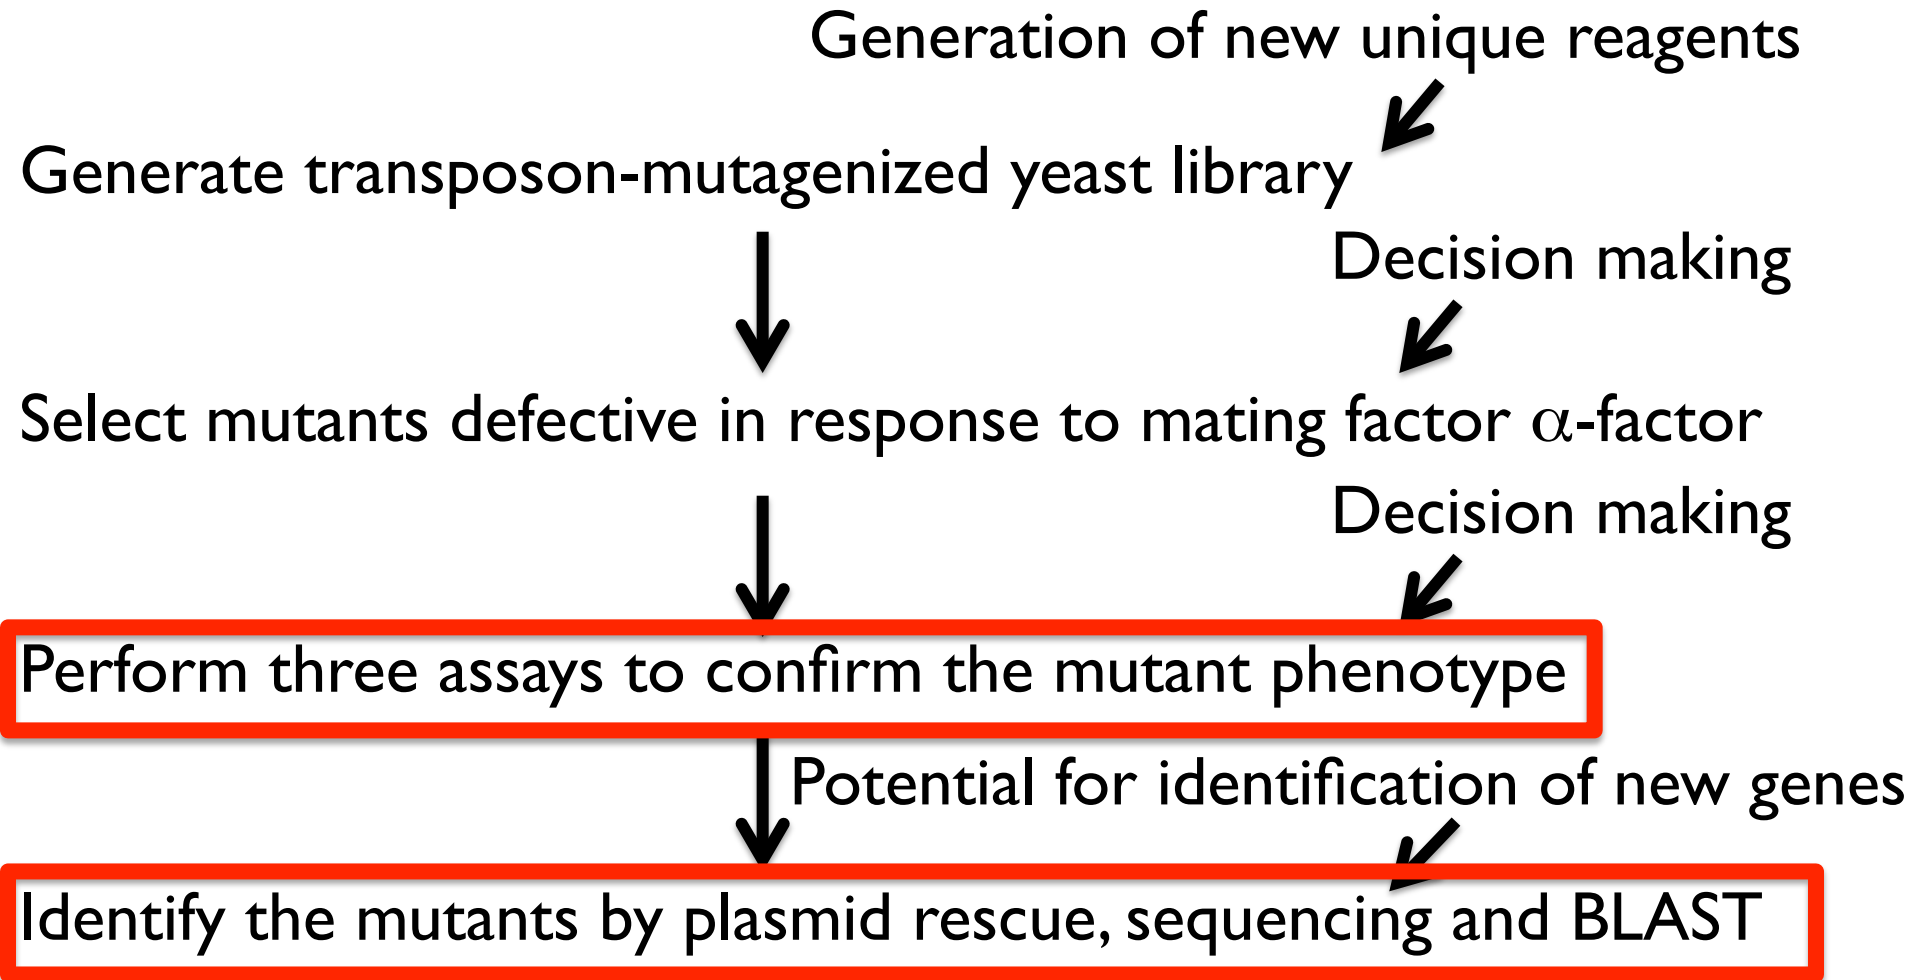 Generation of new unique reagents
Generate transposon-mutagenized yeast library
Decision making
Select mutants defective in response to mating factor α-factor
Decision making
Perform three assays to confirm the mutant phenotype
Potential for identification of new genes
Identify the mutants by plasmid rescue, sequencing and BLAST